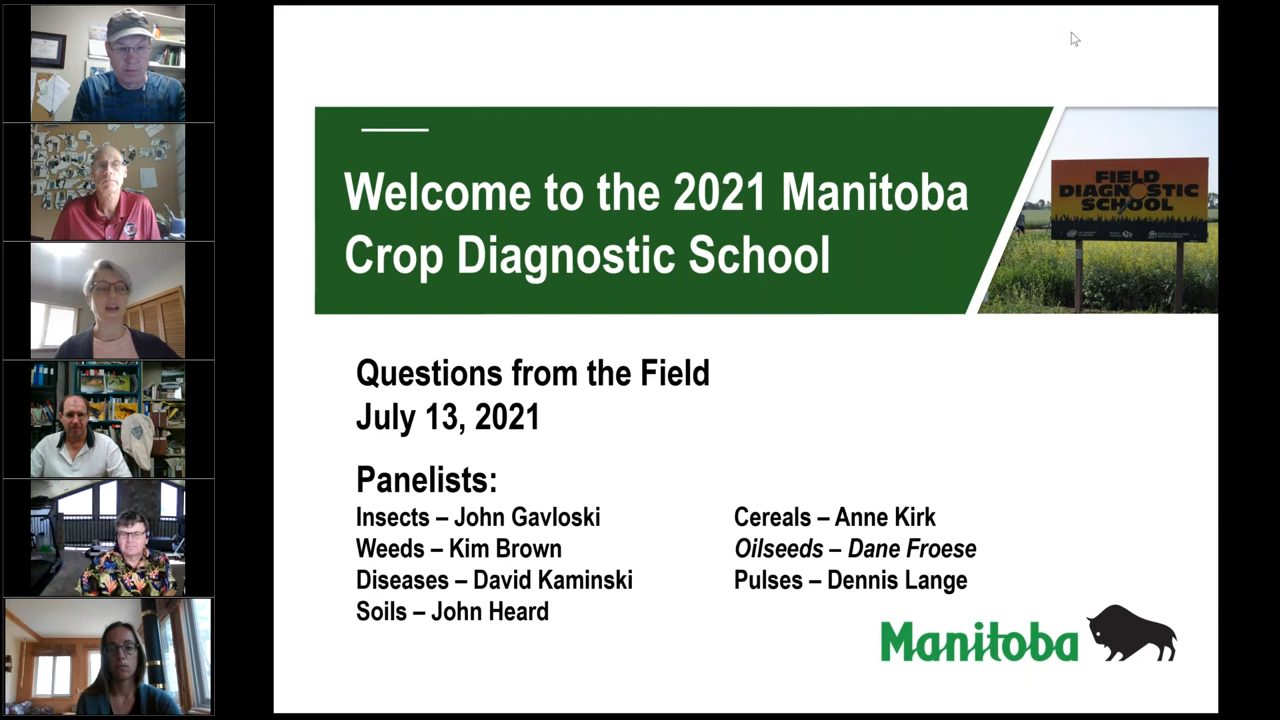 Welcome to the 2021 Manitoba
Crop Diagnostic School
FIELD
DIAGNOSTIC
SCHOOL
Questions from the Field
July 13, 2021
Panelists:
Insects – John Gavloski
Weeds – Kim Brown
Diseases – David Kaminski
Soils – John Heard
Cereals – Anne Kirk
Oilseeds – Dane Froese
Pulses – Dennis Lange
Manitoba